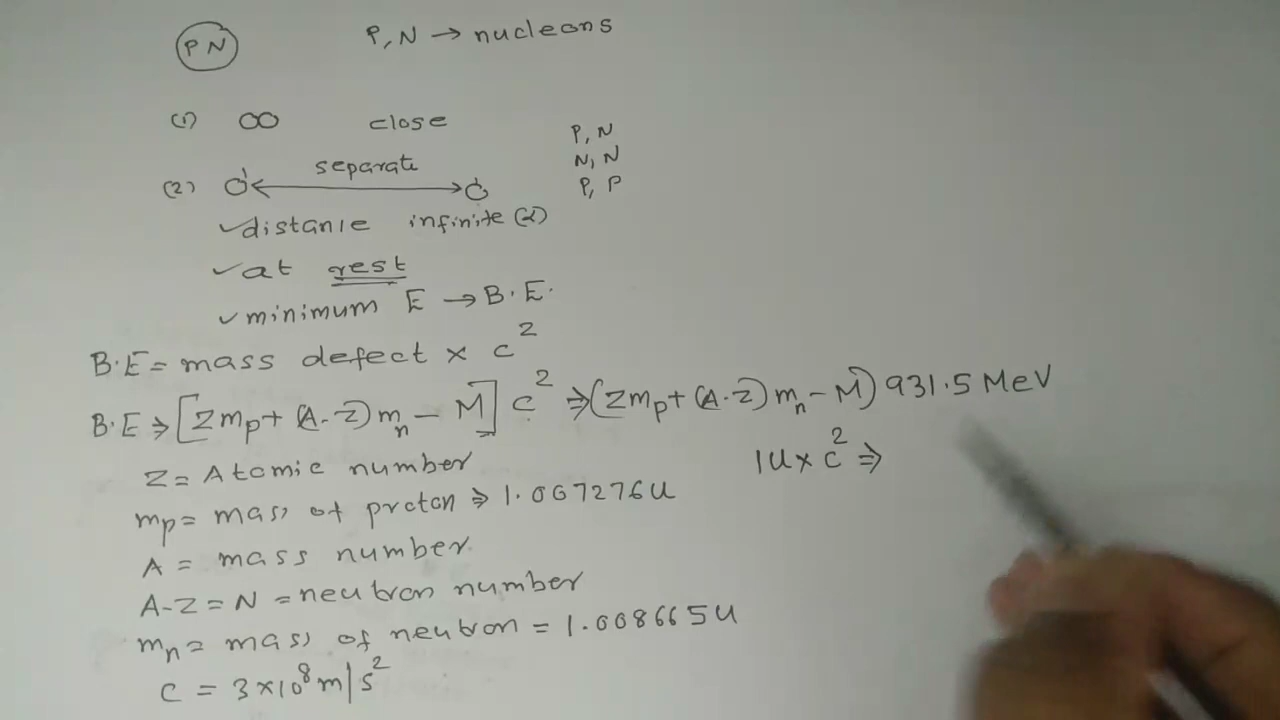 PN P,N → nucleons
(1) OO close P, N
separate N, N
(2) O ↔ O P, P
✓distanle infinite (α)
✓at rest
✓minimum E → B.E.
B.E = mass defect × c²
B.E ⇒ [Zmp + (A-Z)mn - M] c² ⇒ (Zmp + (A-Z)mn - M) 931.5 MeV
Z = Atomic number 1U × c² ⇒
mp = mass of proton ⇒ 1.007276U
A = mass number
A-Z = N = neutron number
mn = mass of neutron = 1.008665U
C = 3×10⁸ m/s²